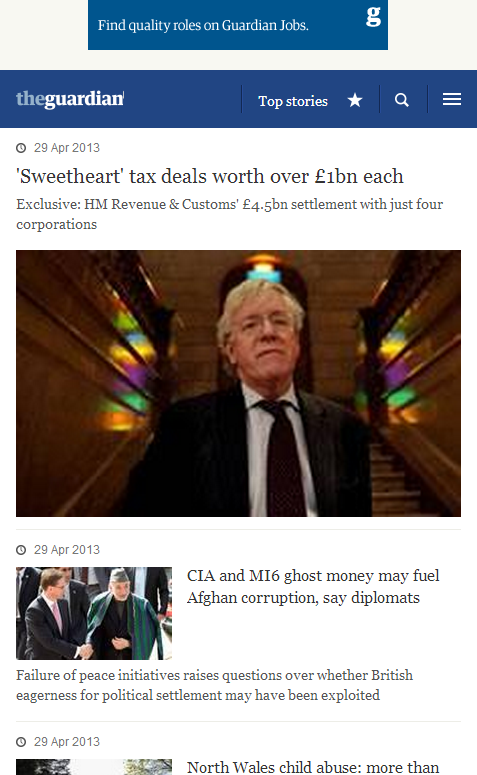 Find quality roles on Guardian Jobs.
g
theguardian
Top stories
29 Apr 2013
'Sweetheart' tax deals worth over £1bn each
Exclusive: HM Revenue & Customs' £4.5bn settlement with just four
corporations
29 Apr 2013
CIA and MI6 ghost money may fuel
Afghan corruption, say diplomats
Failure of peace initiatives raises questions over whether British
eagerness for political settlement may have been exploited
29 Apr 2013
North Wales child abuse: more than